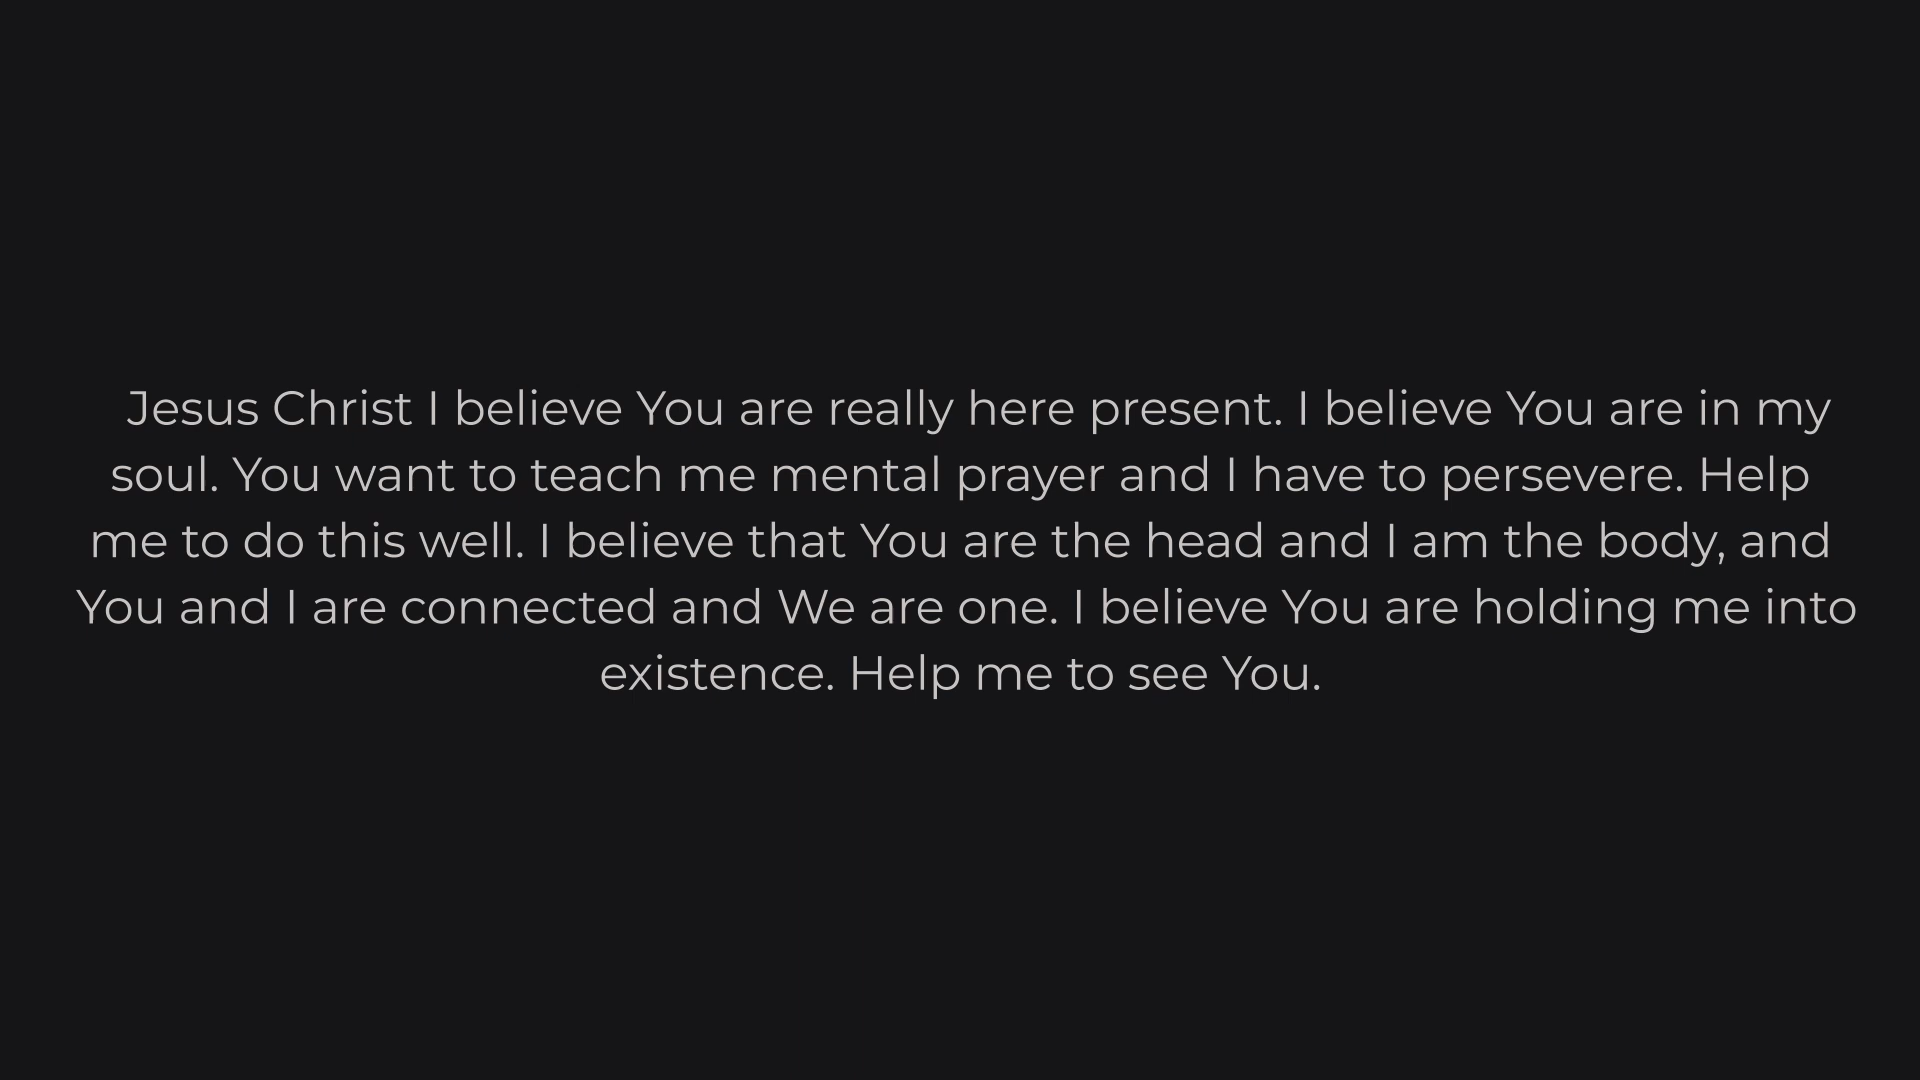 Jesus Christ I believe You are really here present. I believe You are in my
soul. You want to teach me mental prayer and I have to persevere. Help
me to do this well. I believe that You are the head and I am the body, and
You and I are connected and We are one. I believe You are holding me into
existence. Help me to see You.